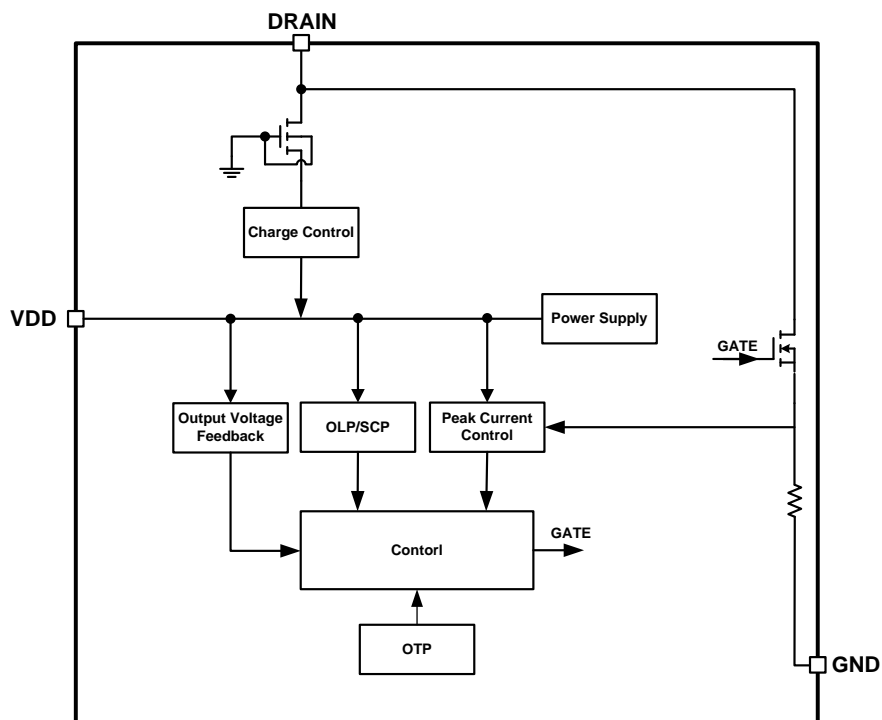 DRAIN
Charge Control
VDD
Power Supply
GATE
Output Voltage
Feedback
OLP/SCP
Peak Current
Control
GATE
Contorl
OTP
GND